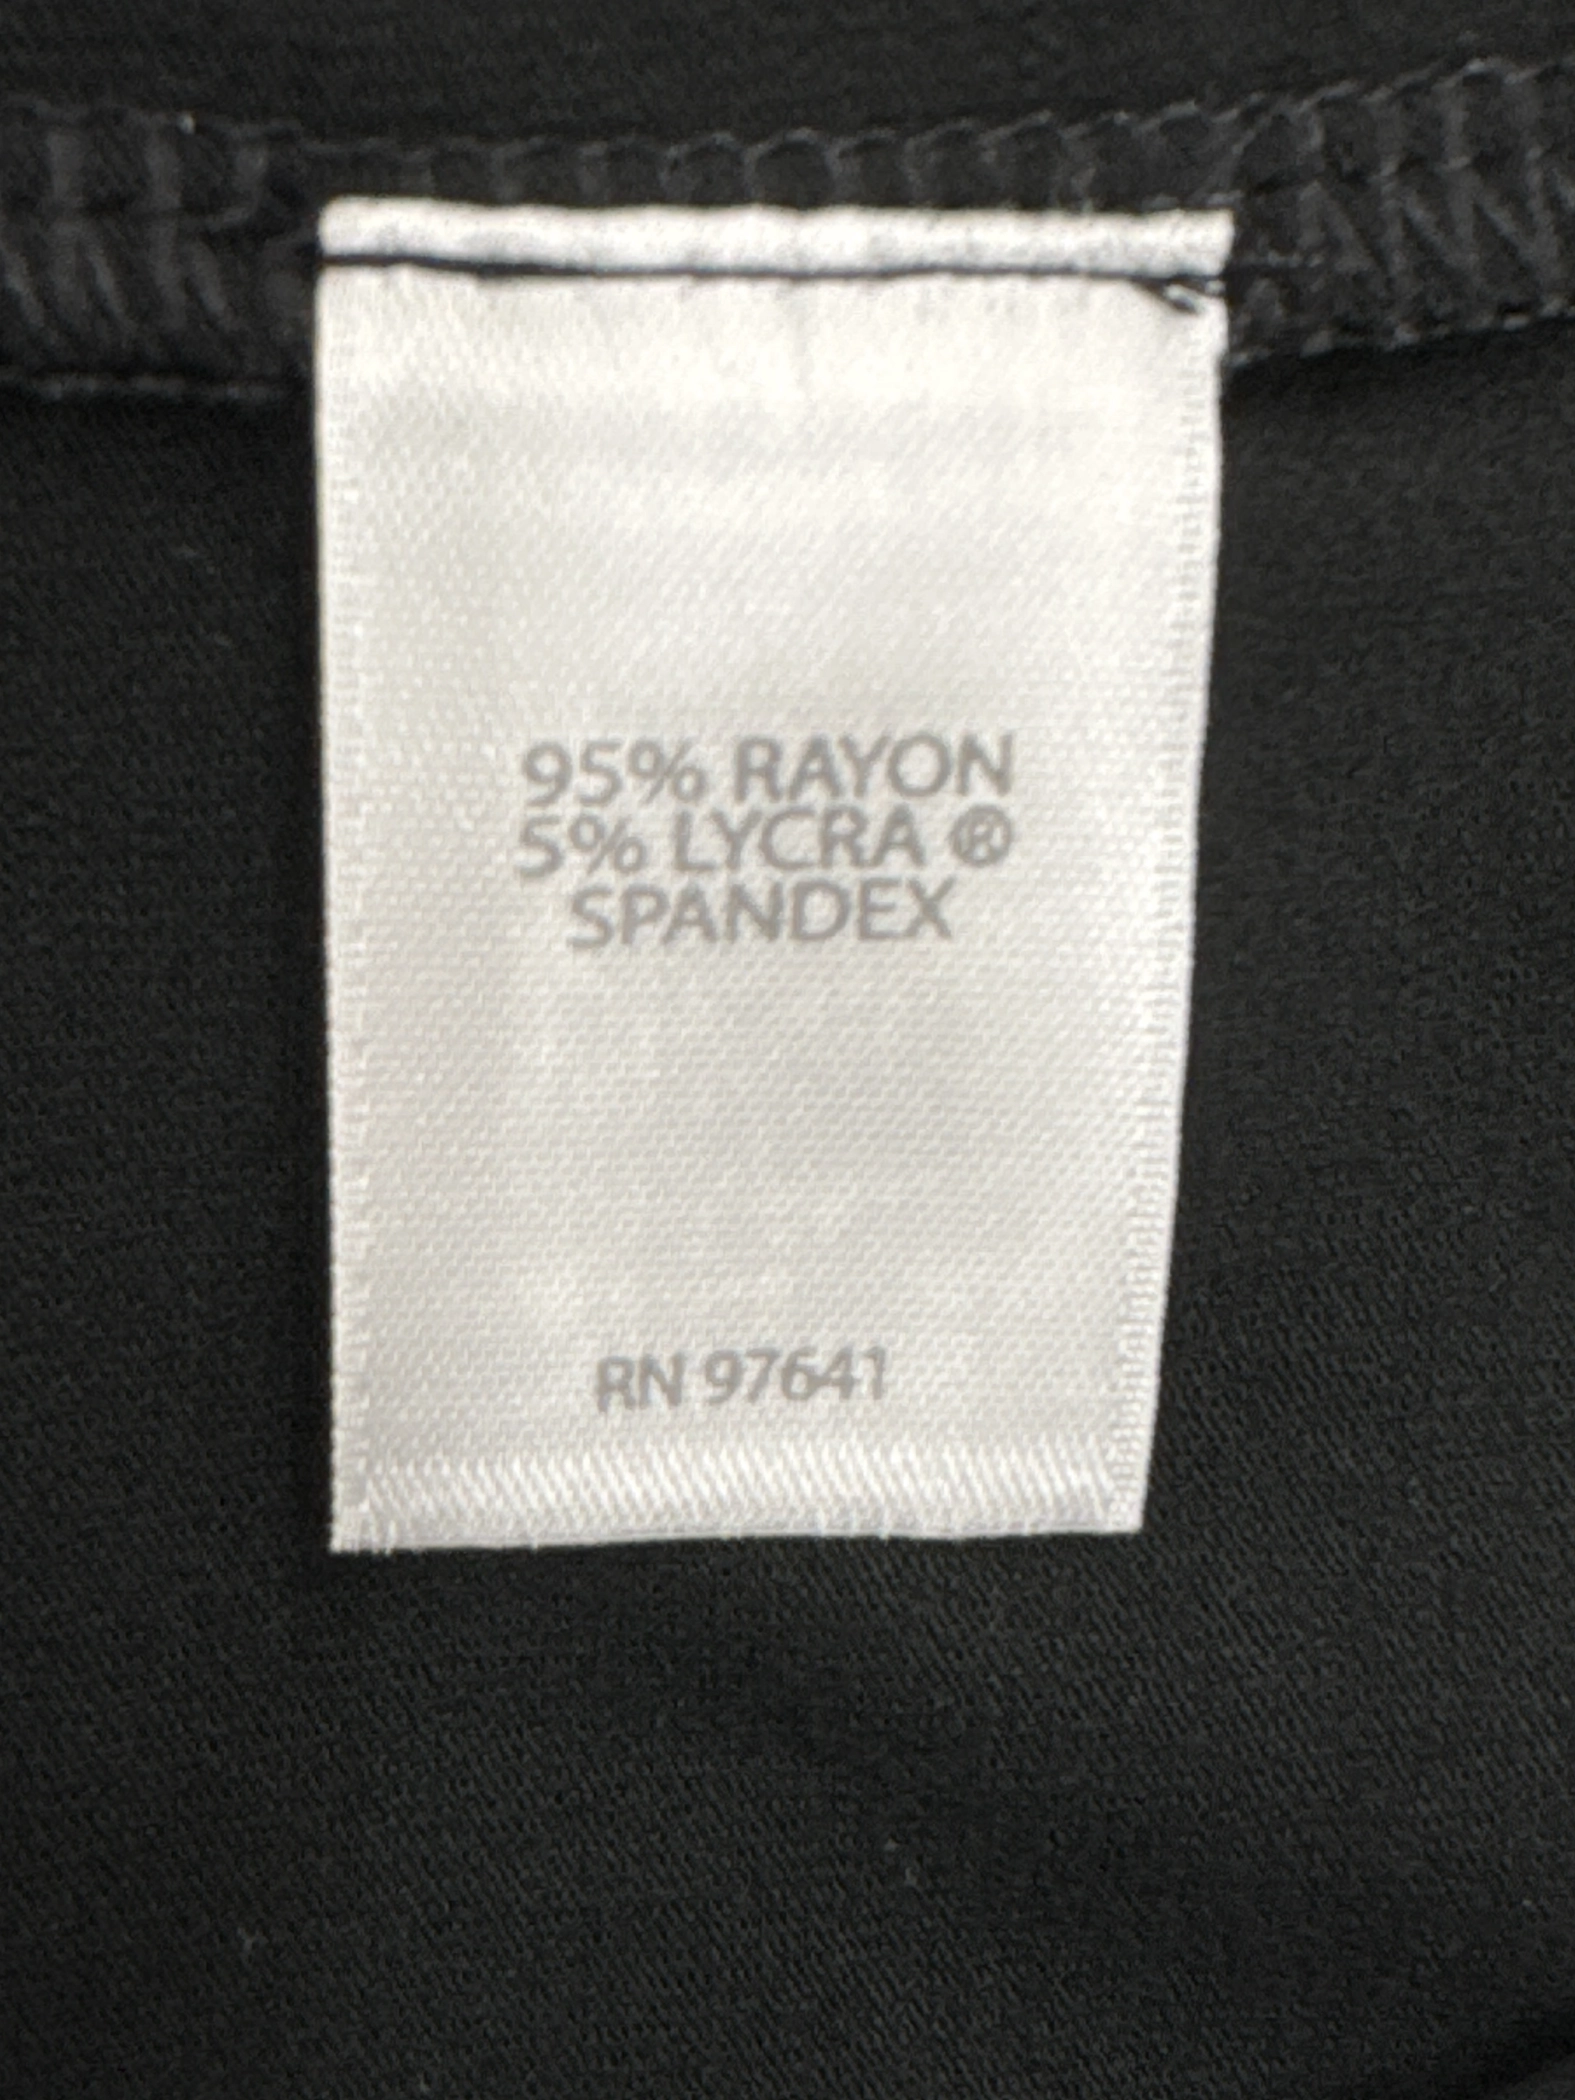 95% RAYON
5% LYCRA ®
SPANDEX
RN 97641